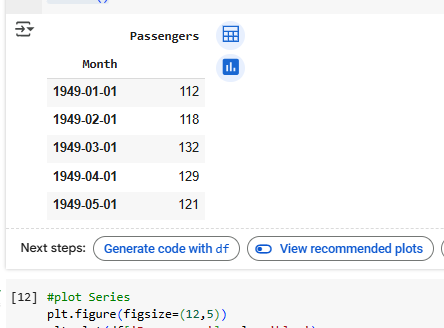 Passengers
Month
1949-01-01 112
1949-02-01 118
1949-03-01 132
1949-04-01 129
1949-05-01 121
Next steps: Generate code with df View recommended plots
[12] #plot Series
plt.figure(figsize=(12,5))